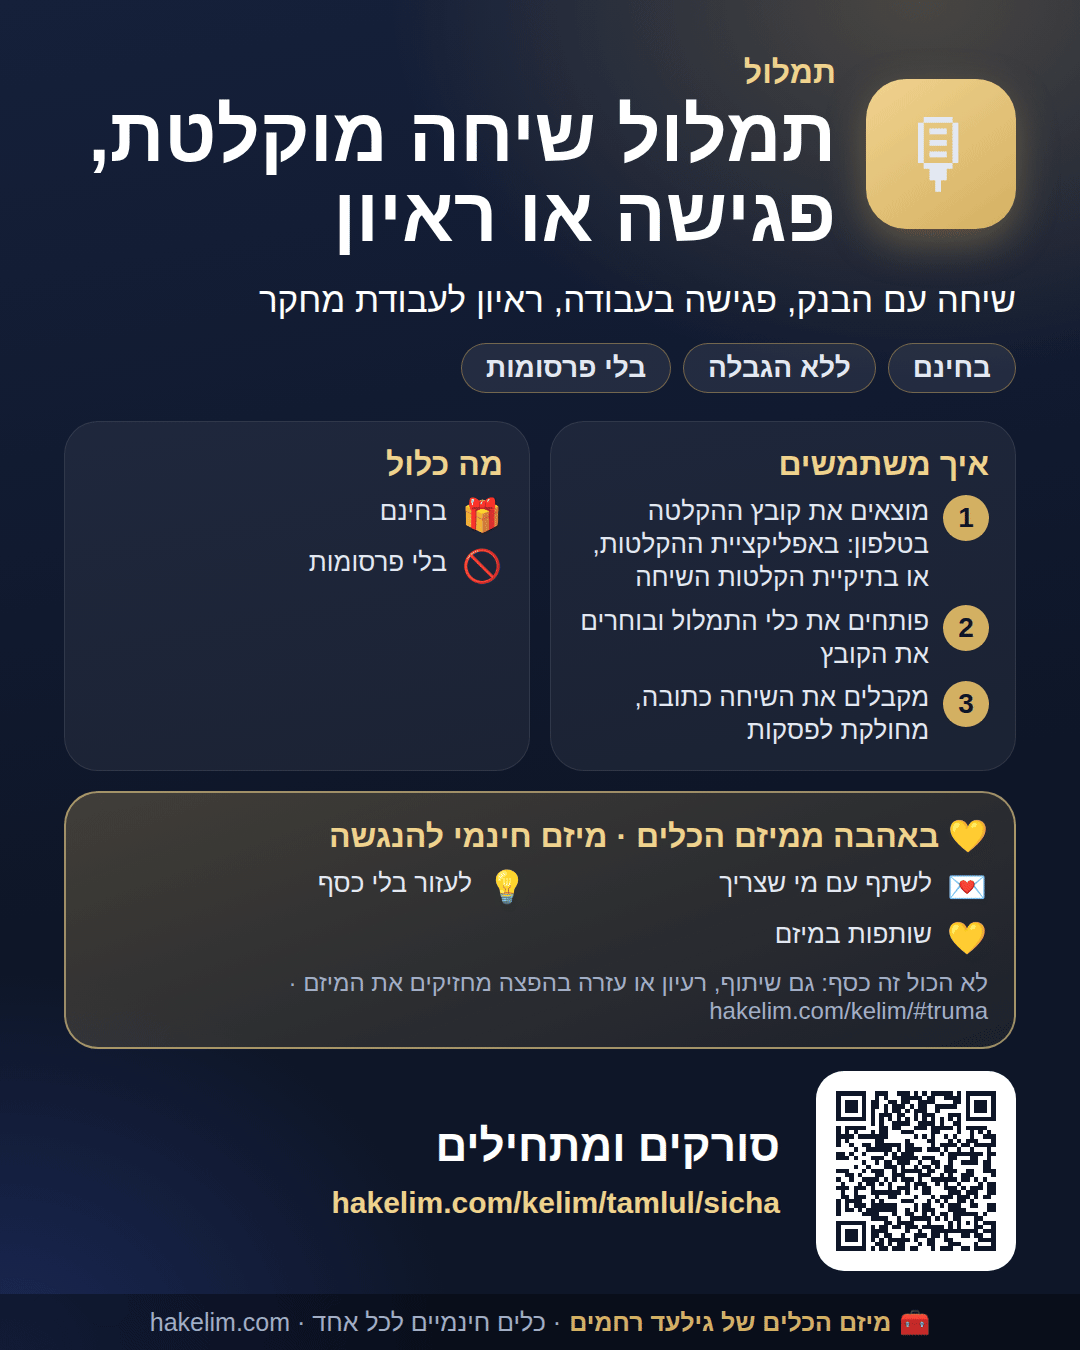 תמלול
תמלול שיחה מוקלטת,
פגישה או ראיון
שיחה עם הבנק, פגישה בעבודה, ראיון לעבודת מחקר
בחינם
ללא הגבלה
בלי פרסומות
איך משתמשים
1 מוצאים את קובץ ההקלטה
בטלפון: באפליקציית ההקלטות,
או בתיקיית הקלטות השיחה
2 פותחים את כלי התמלול ובוחרים
את הקובץ
3 מקבלים את השיחה כתובה,
מחולקת לפסקות
מה כלול
🎁 בחינם
🚫 בלי פרסומות
💛 באהבה ממיזם הכלים · מיזם חינמי להנגשה
💌 לשתף עם מי שצריך
💡 לעזור בלי כסף
💛 שותפות במיזם
לא הכול זה כסף: גם שיתוף, רעיון או עזרה בהפצה מחזיקים את המיזם ·
hakelim.com/kelim/#truma
סורקים ומתחילים
hakelim.com/kelim/tamlul/sicha
🧰 מיזם הכלים של גילעד רחמים · כלים חינמיים לכל אחד · hakelim.com